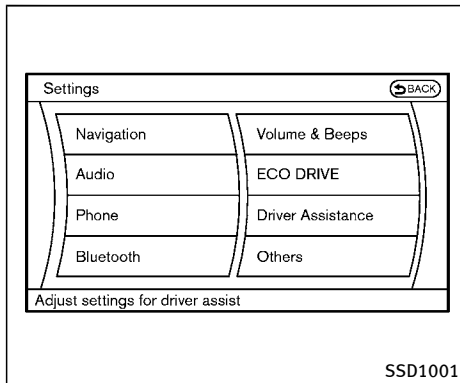 Settings
BACK
Navigation
Volume & Beeps
Audio
ECO DRIVE
Phone
Driver Assistance
Bluetooth
Others
Adjust settings for driver assist
SSD1001